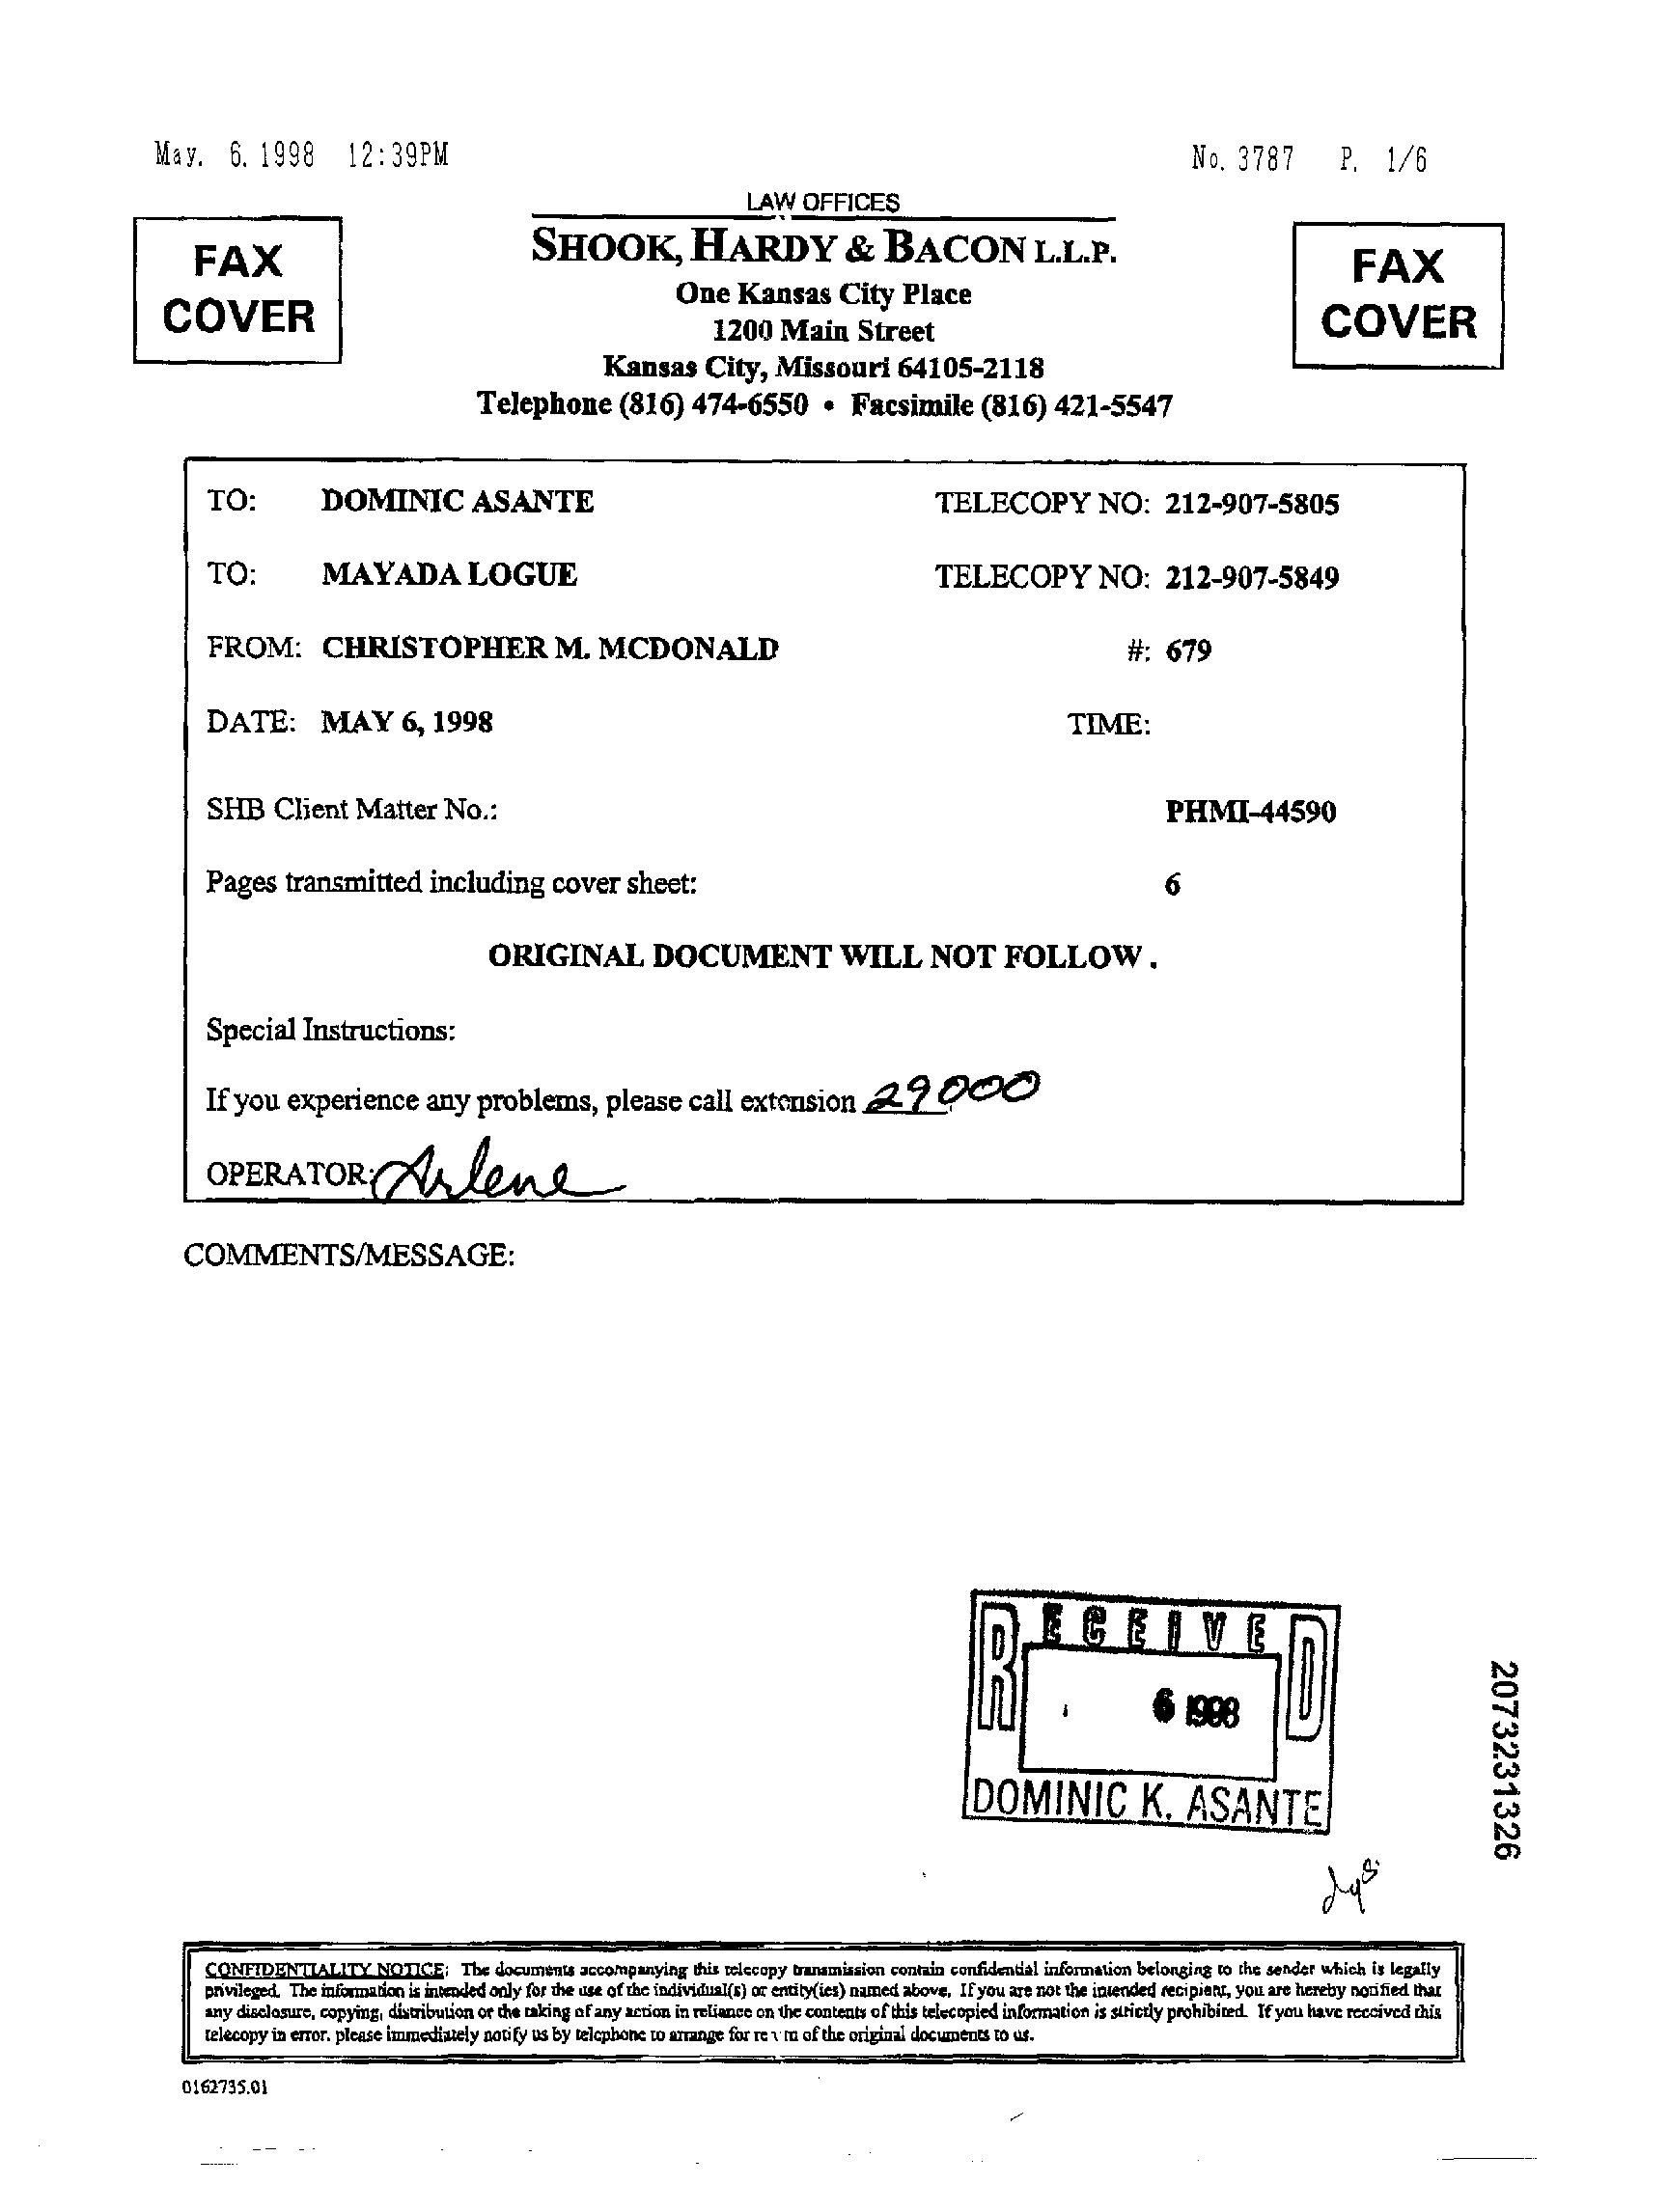 May. 6. 1998 12:39PM No. 3787 P. 1/6
LAW OFFICES
FAX COVER
SHOOK, HARDY & BACON L.L.P.
FAX COVER
One Kansas City Place
1200 Main Street
Kansas City, Missouri 64105-2118
Telephone (816) 474-6550 • Facsimile (816) 421-5547
TO: DOMINIC ASANTE TELECOPY NO: 212-907-5805
TO: MAYADA LOGUE TELECOPY NO: 212-907-5849
FROM: CHRISTOPHER M. MCDONALD #: 679
DATE: MAY 6, 1998 TIME:
SHB Client Matter No.: PHMI-44590
Pages transmitted including cover sheet: 6
ORIGINAL DOCUMENT WILL NOT FOLLOW .
Special Instructions:
If you experience any problems, please call extension 29000
OPERATOR: Arlene
COMMENTS/MESSAGE:
RECEIVED
6 1998
DOMINIC K. ASANTE
2073231326
CONFIDENTIALITY NOTICE: The documents accompanying this telecopy transmission contain confidential information belonging to the sender which is legally
privileged. The information is intended only for the use of the individual(s) or entity(ies) named above. If you are not the intended recipient, you are hereby notified that
any disclosure, copying, distribution or the taking of any action in reliance on the contents of this telecopied information is strictly prohibited. If you have received this
telecopy in error, please immediately notify us by telephone to arrange for of the original documents to us.
0162735.01